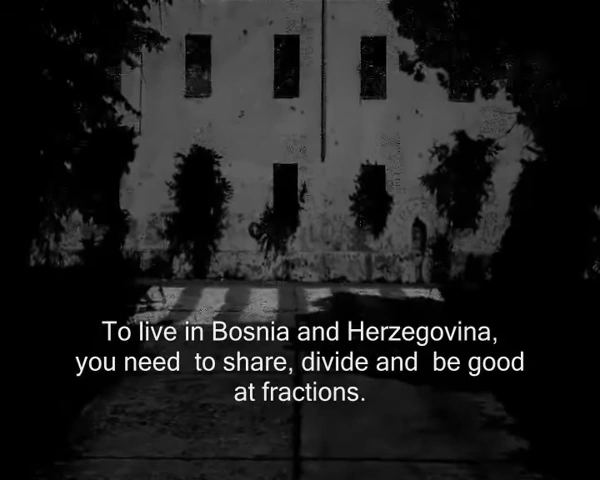 To live in Bosnia and Herzegovina,
you need  to share, divide and  be good
at fractions.